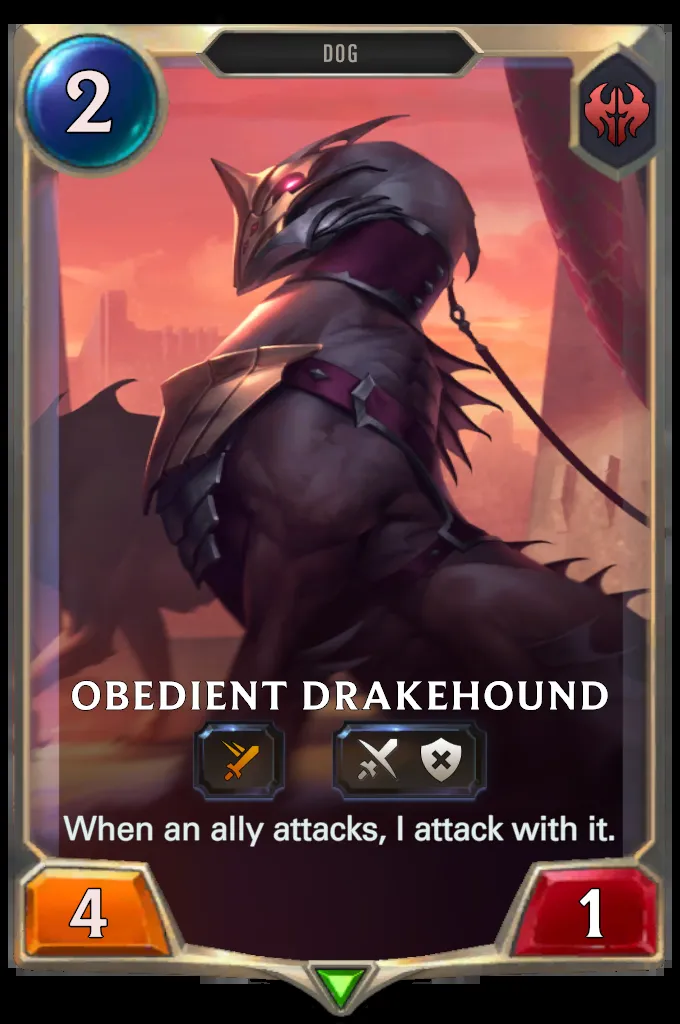 DOG
2
OBEDIENT DRAKEHOUND
When an ally attacks, I attack with it.
4
1